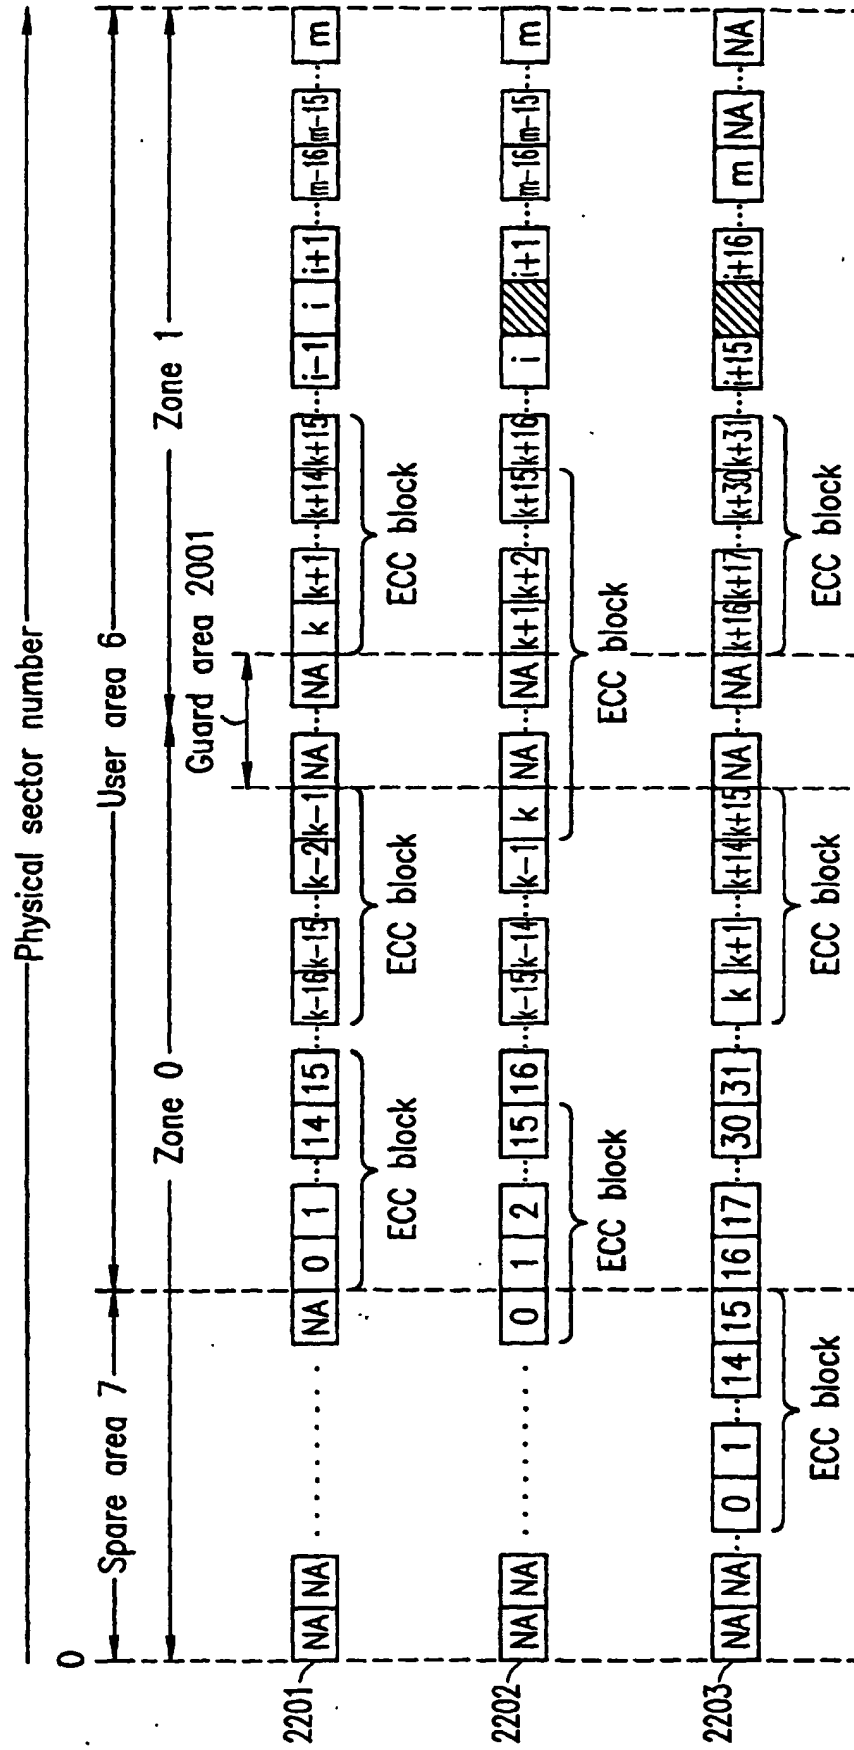 Physical sector number
0
Spare area 7
User area 6
Zone 0
Zone 1
Guard area 2001
2201
NA NA NA 0 1 14 15 k-16 k-15 k-2 k-1 NA NA k k+1 k+14 k+15 i-1 i i+1 m-16 m-15 m
ECC block ECC block ECC block
2202
NA NA 0 1 2 15 16 k-15 k-14 k-1 k NA NA k+1 k+2 k+15 k+16 i i+1 m-16 m-15 m
ECC block ECC block
2203
NA NA 0 1 14 15 16 17 30 31 k k+1 k+14 k+15 NA NA k+16 k+17 k+30 k+31 i+15 i+16 m NA NA
ECC block ECC block ECC block